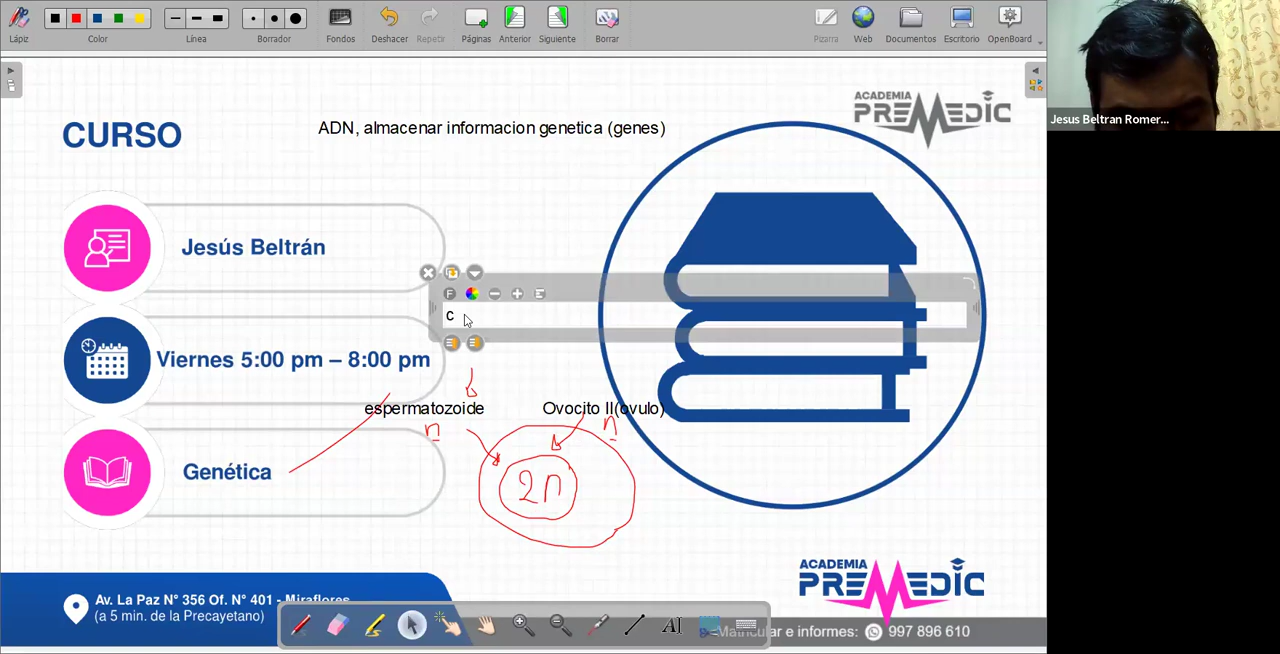 Lápiz
Color
Línea
Borrador
Fondos
Deshacer
Repetir
Páginas
Anterior
Siguiente
Borrar
Pizarra
Web
Documentos
Escritorio
OpenBoard
CURSO
ADN, almacenar informacion genetica (genes)
ACADEMIA
PREMEDIC
Jesus Beltran Romer...
Jesús Beltrán
F
c
Viernes 5:00 pm – 8:00 pm
espermatozoide
Ovocito II(ovulo)
n
n
Genética
2n
ACADEMIA
PREMEDIC
Av. La Paz N° 356 Of. N° 401 - Miraflores
(a 5 min. de la Precayetano)
Matricular e informes: 997 896 610